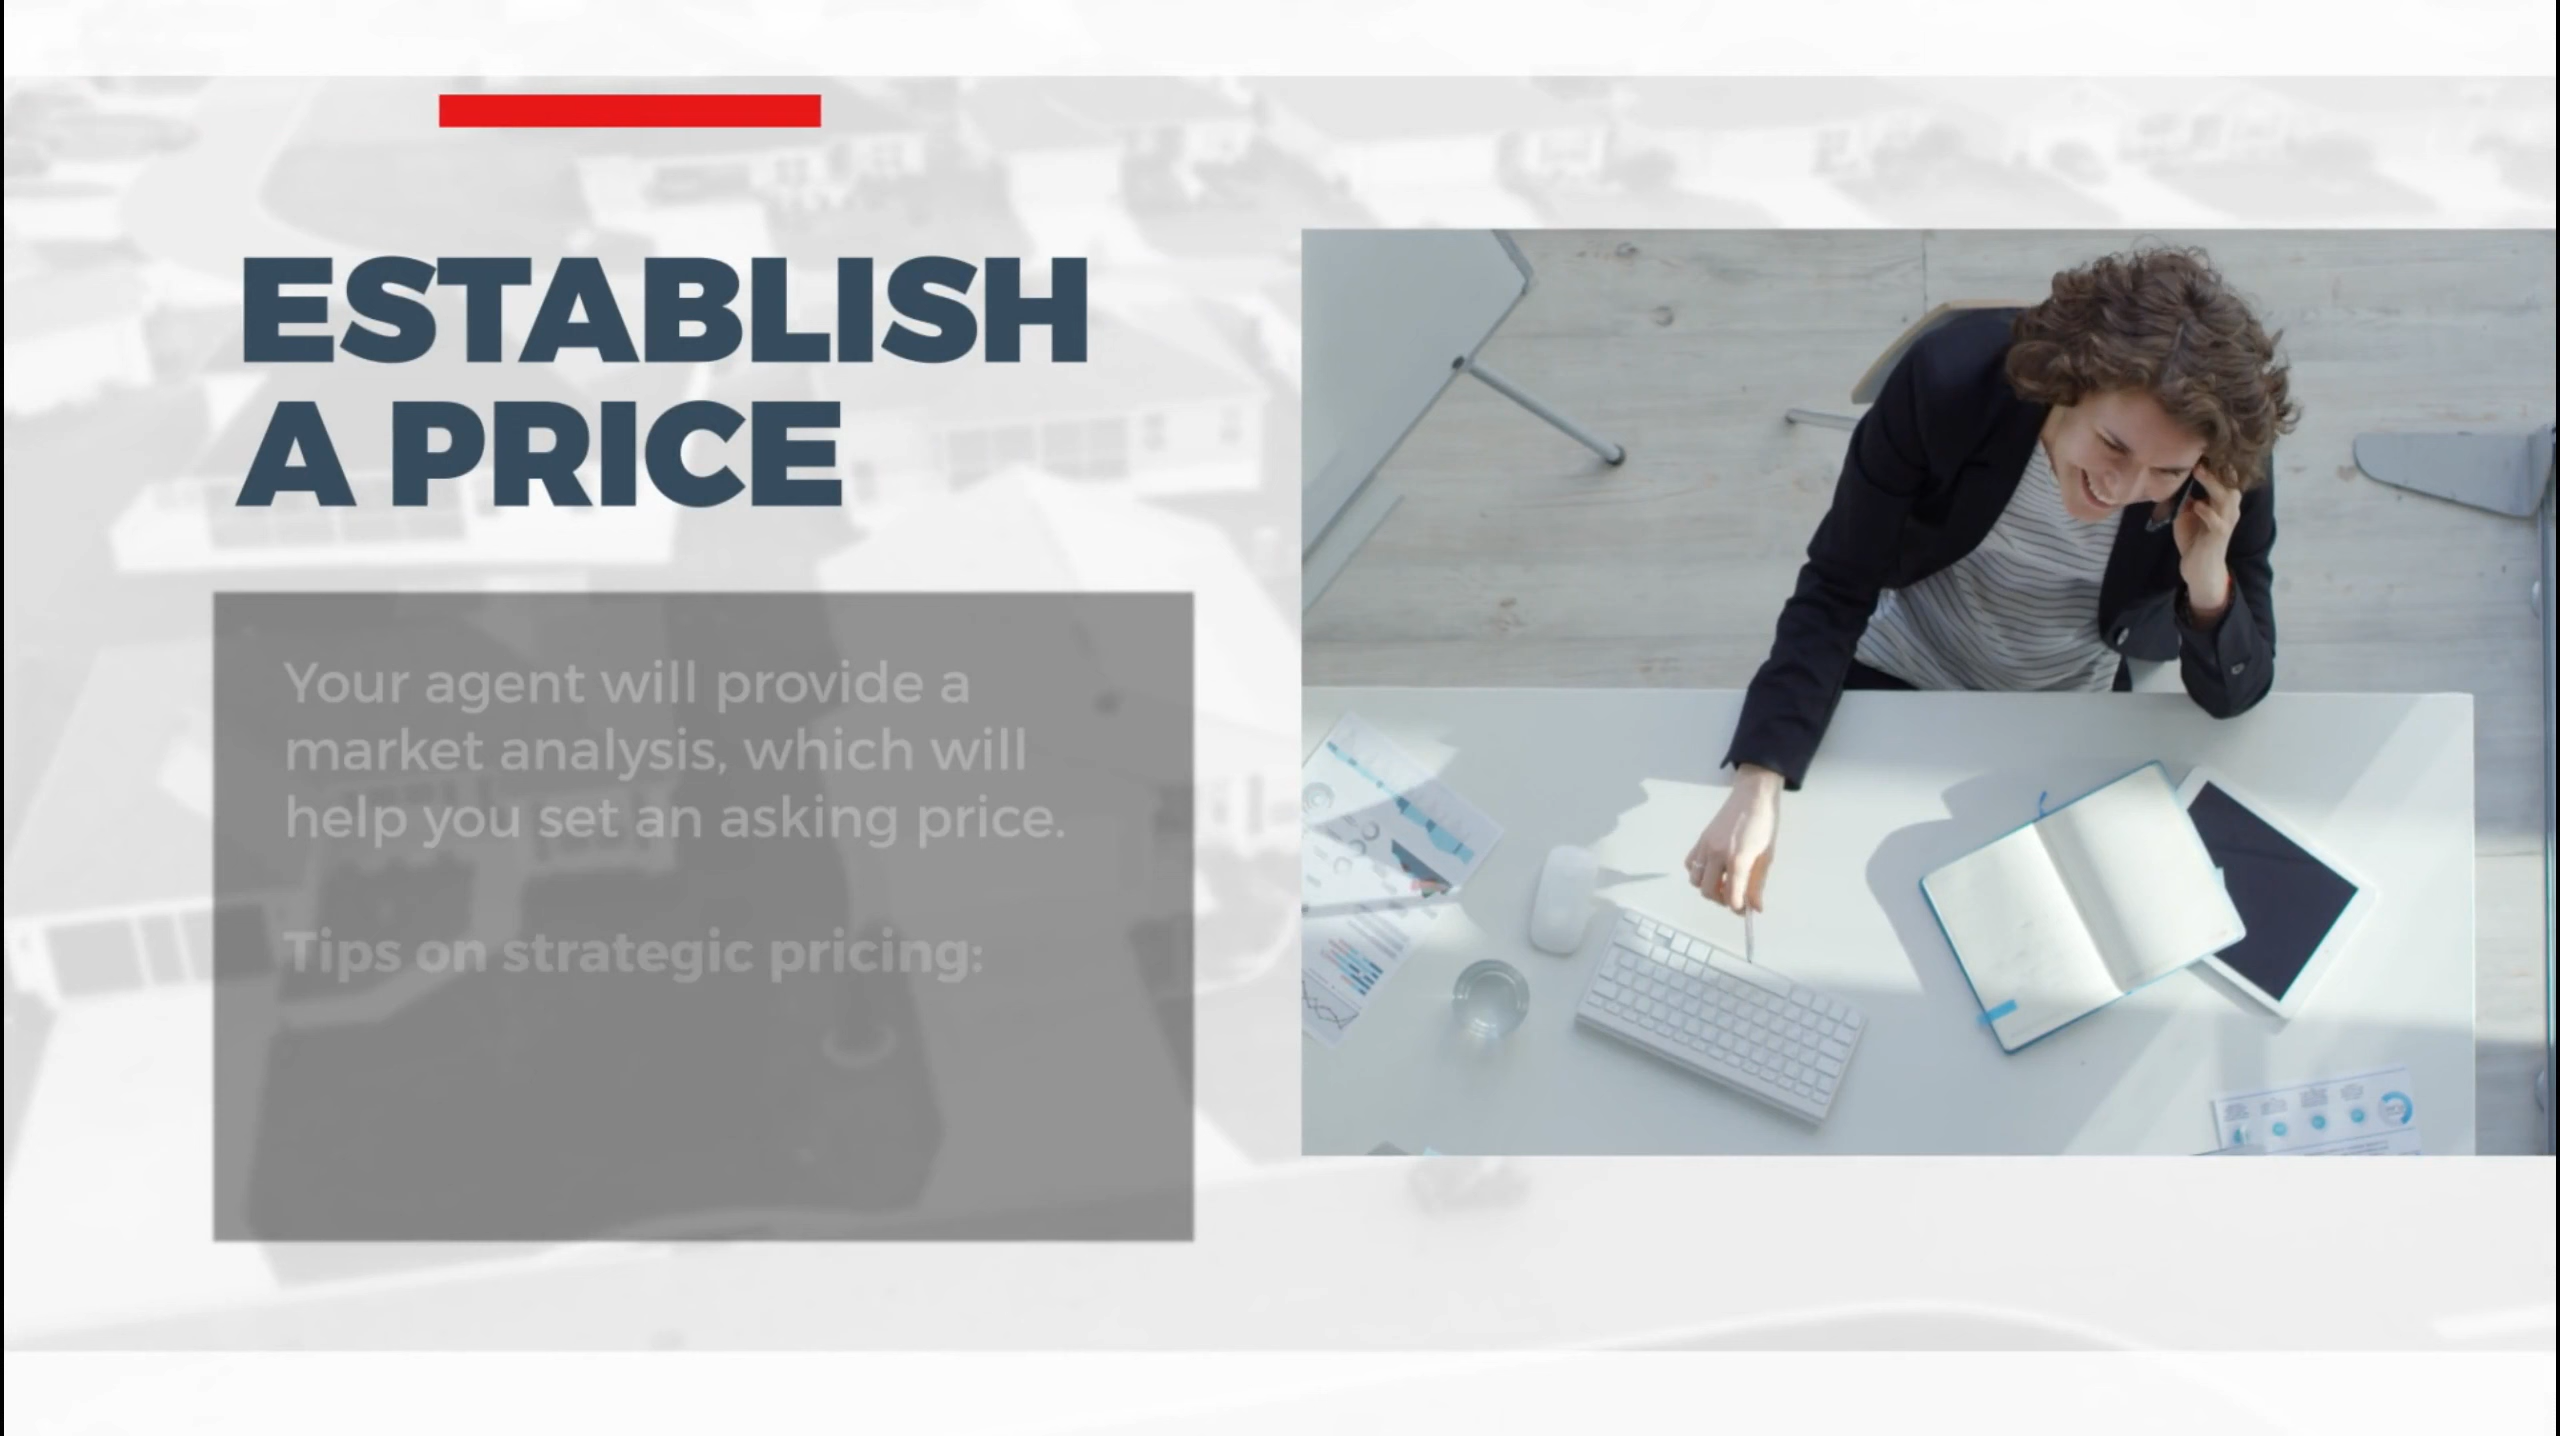 ESTABLISH
A PRICE
Your agent will provide a
market analysis, which will
help you set an asking price.
Tips on strategic pricing: